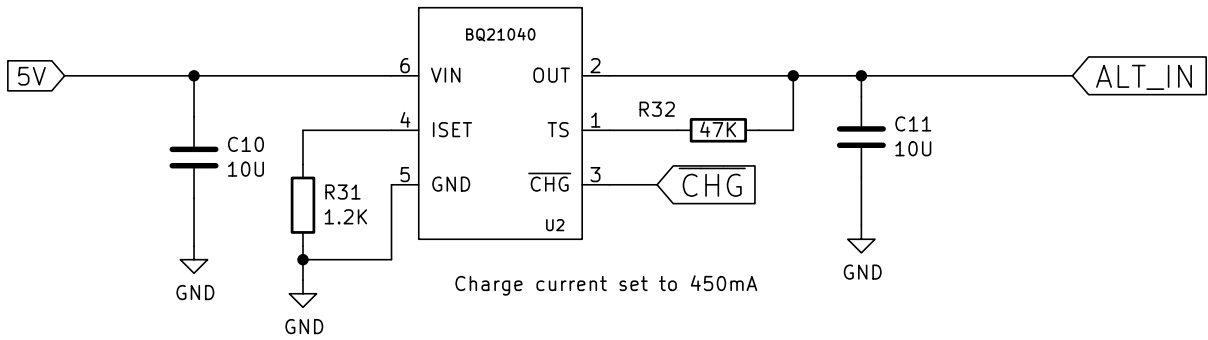 BQ21040
5V
6
VIN
OUT
2
ALT_IN
4
ISET
TS
1
R32
47K
C10
10U
C11
10U
5
GND
CHG
3
CHG
R31
1.2K
U2
GND
GND
GND
Charge current set to 450mA